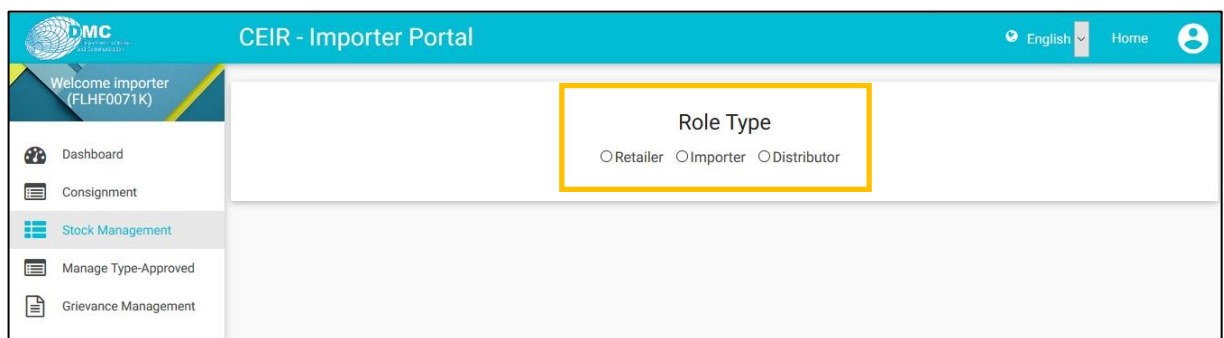 DMC
CEIR - Importer Portal
English
Home
Welcome importer
(FLHF0071K)
Role Type
Retailer Importer Distributor
Dashboard
Consignment
Stock Management
Manage Type-Approved
Grievance Management